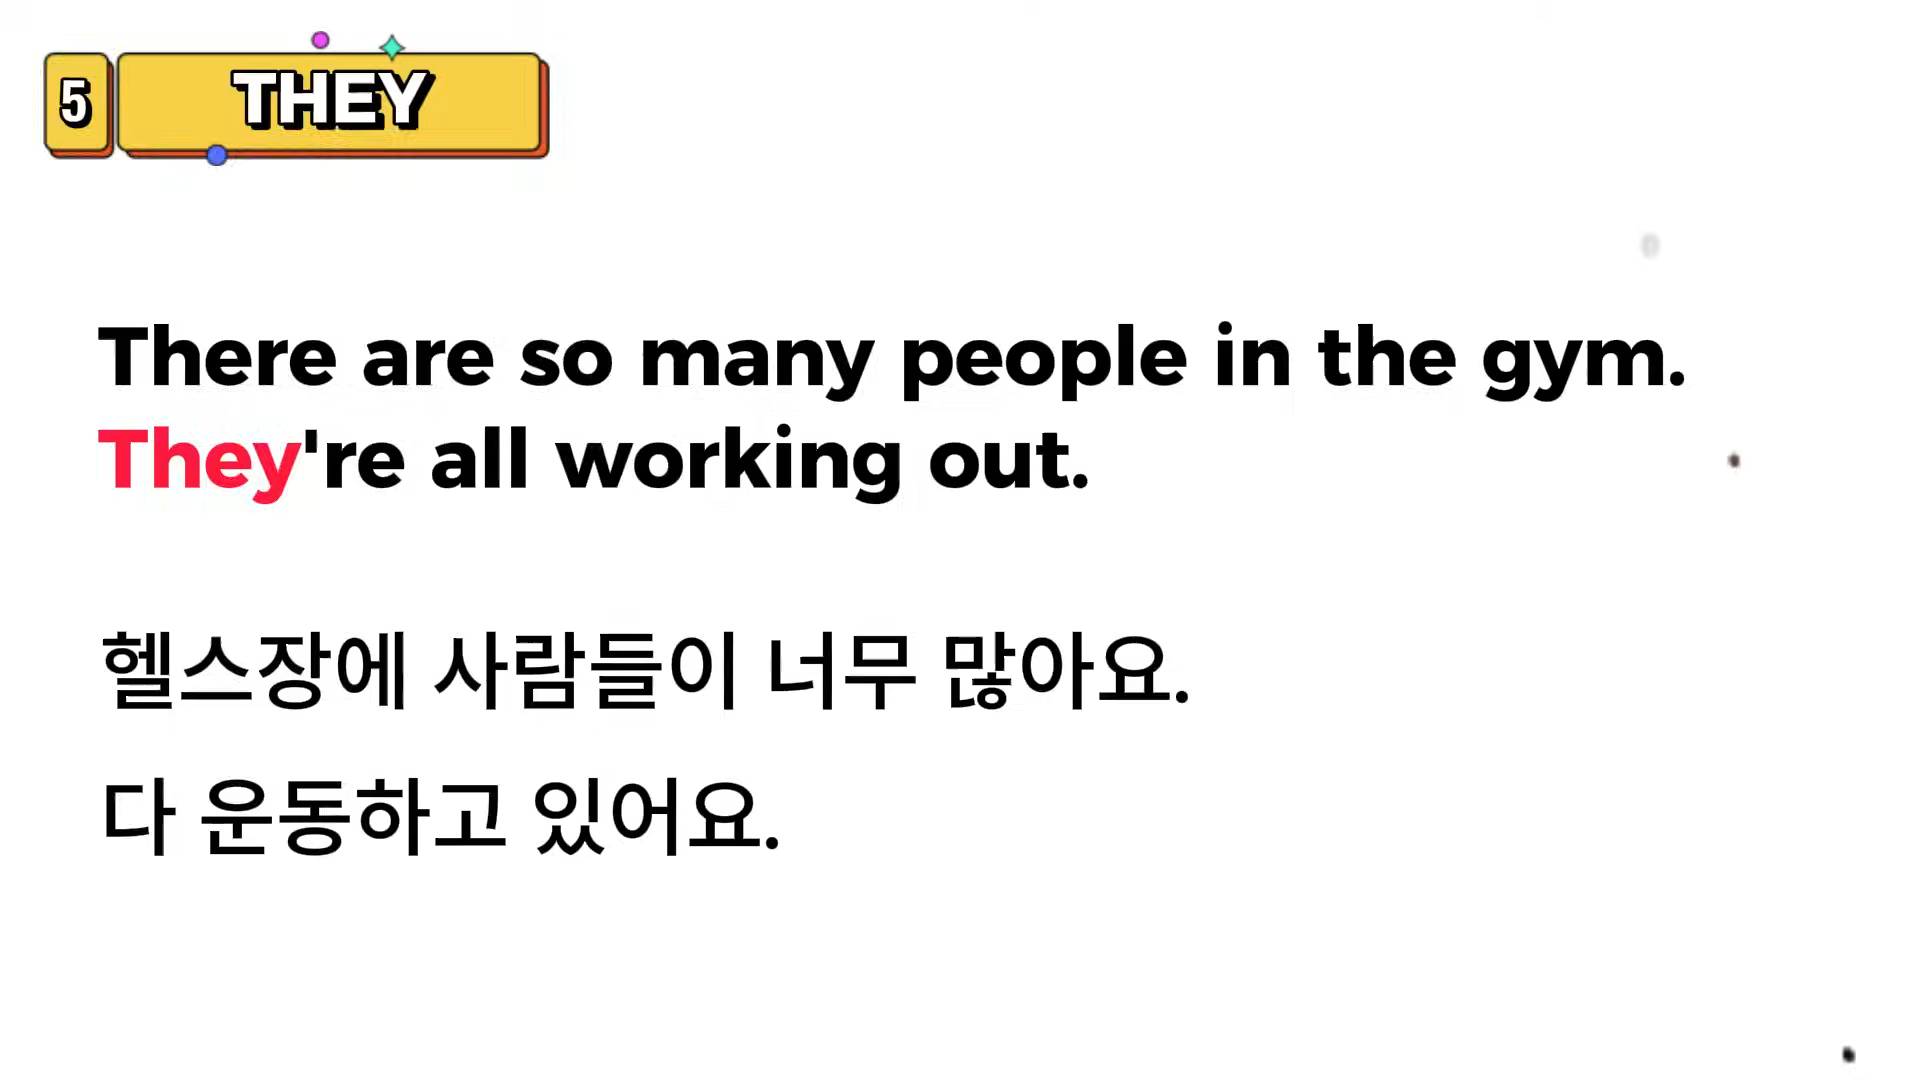 5 THEY
There are so many people in the gym.
They're all working out.
헬스장에 사람들이 너무 많아요.
다 운동하고 있어요.